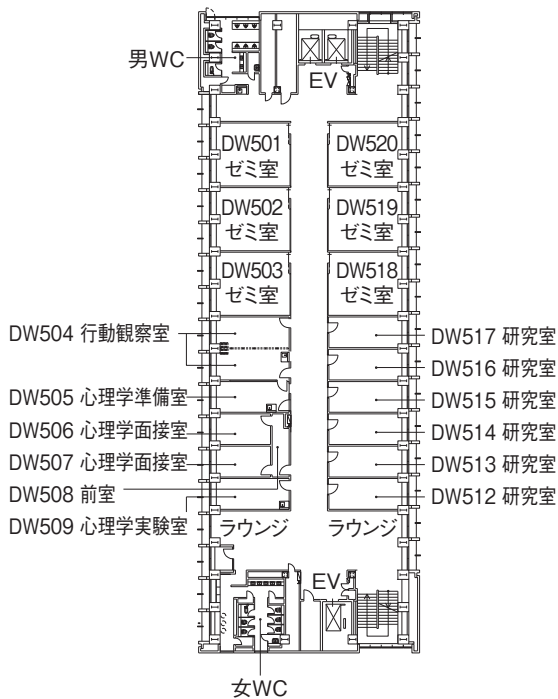 男WC
EV
DW501
ゼミ室
DW520
ゼミ室
DW502
ゼミ室
DW519
ゼミ室
DW503
ゼミ室
DW518
ゼミ室
DW504 行動観察室
DW517 研究室
DW516 研究室
DW505 心理学準備室
DW515 研究室
DW506 心理学面接室
DW514 研究室
DW507 心理学面接室
DW513 研究室
DW508 前室
DW512 研究室
DW509 心理学実験室
ラウンジ
ラウンジ
EV
女WC